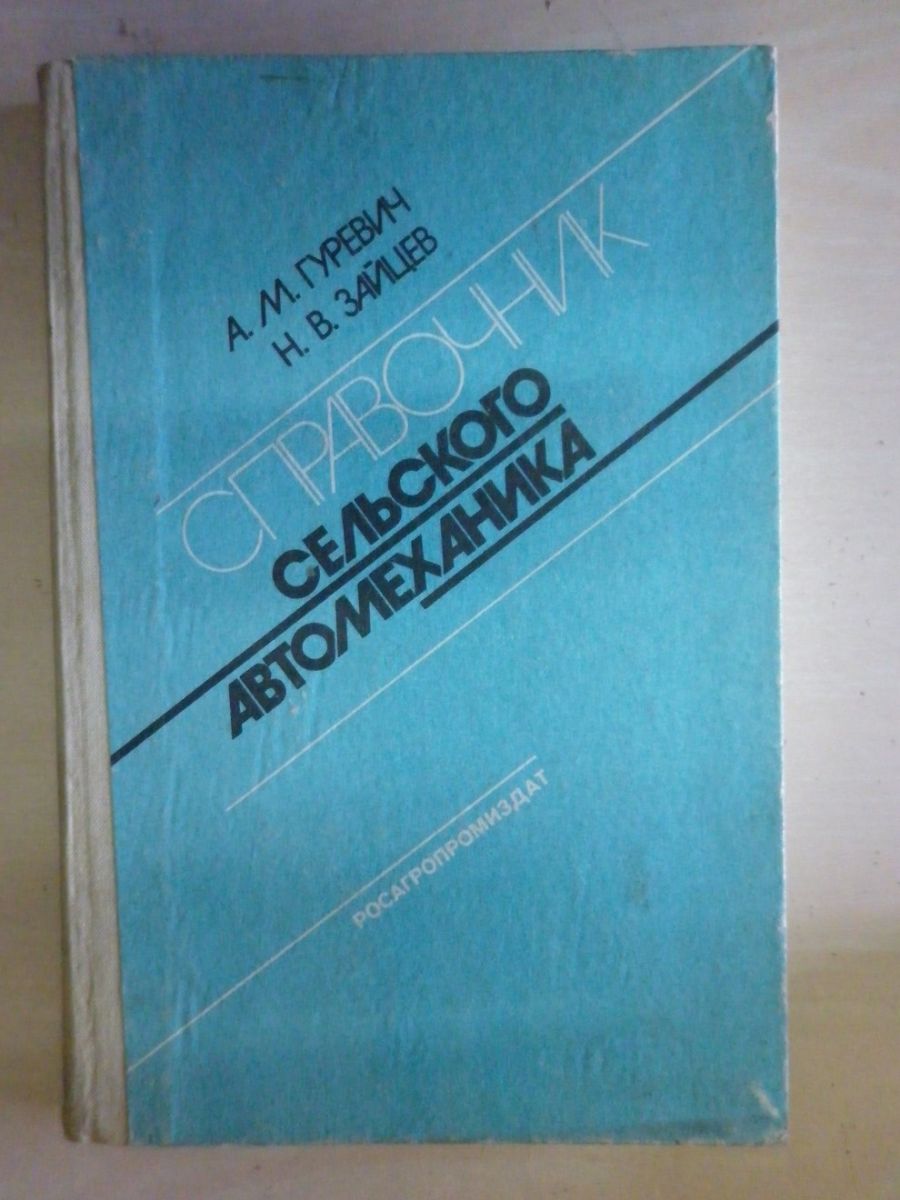 А. М. ГУРЕВИЧ
Н. В. ЗАЙЦЕВ
СПРАВОЧНИК
СЕЛЬСКОГО
АВТОМЕХАНИКА
РОСАГРОПРОМИЗДАТ